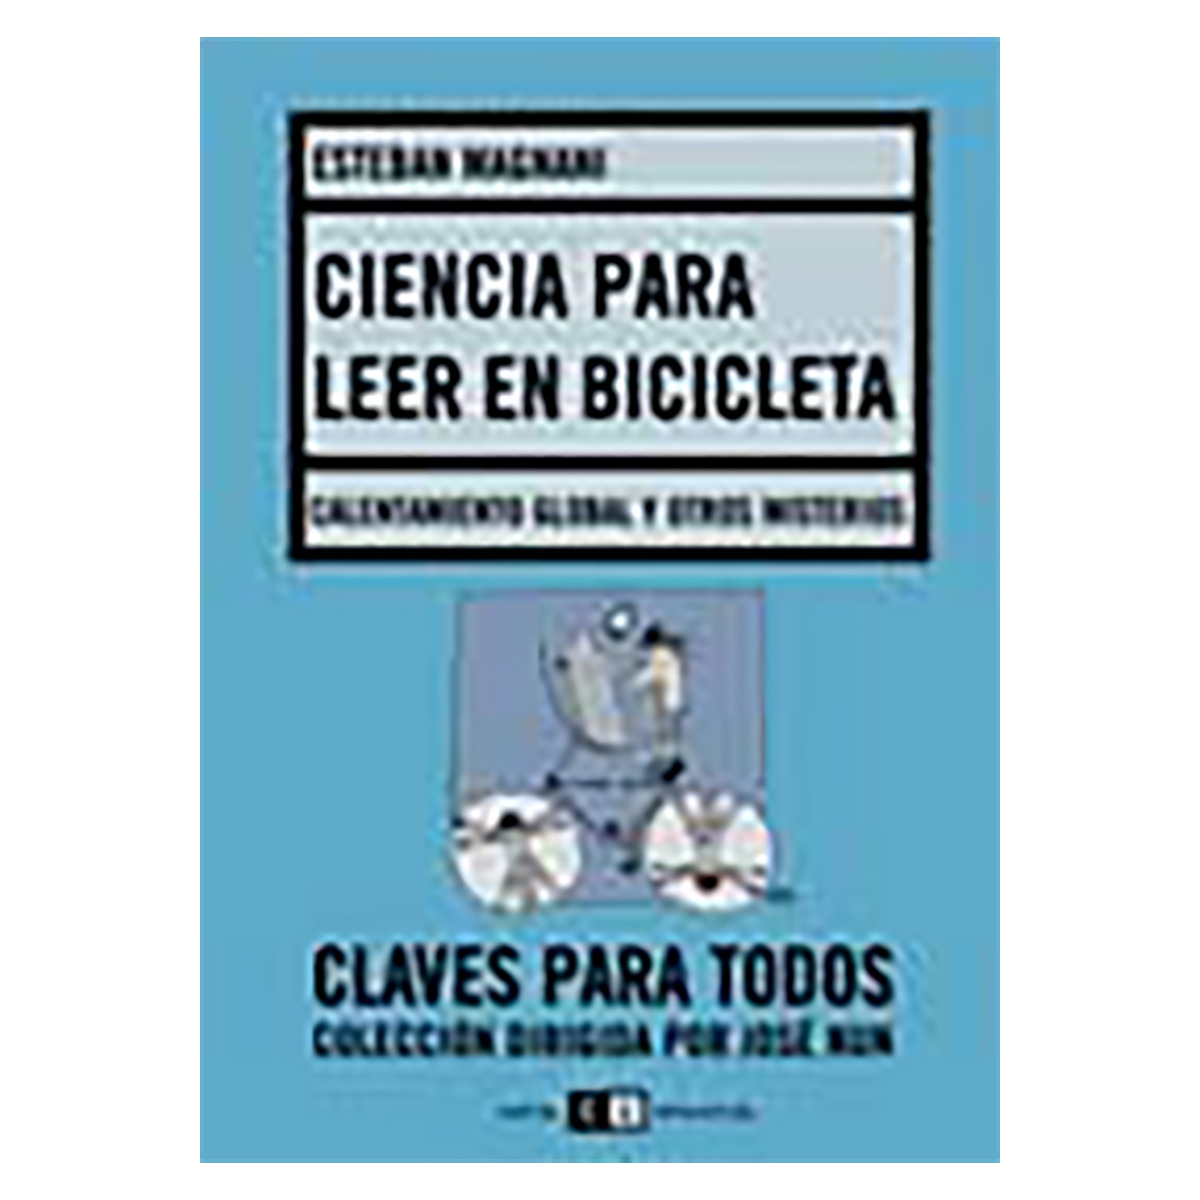 ESTEBAN MAGNANI
CIENCIA PARA
LEER EN BICICLETA
CALENTAMIENTO GLOBAL Y OTROS MISTERIOS
CLAVES PARA TODOS
COLECCIÓN DIRIGIDA POR JOSÉ NUN